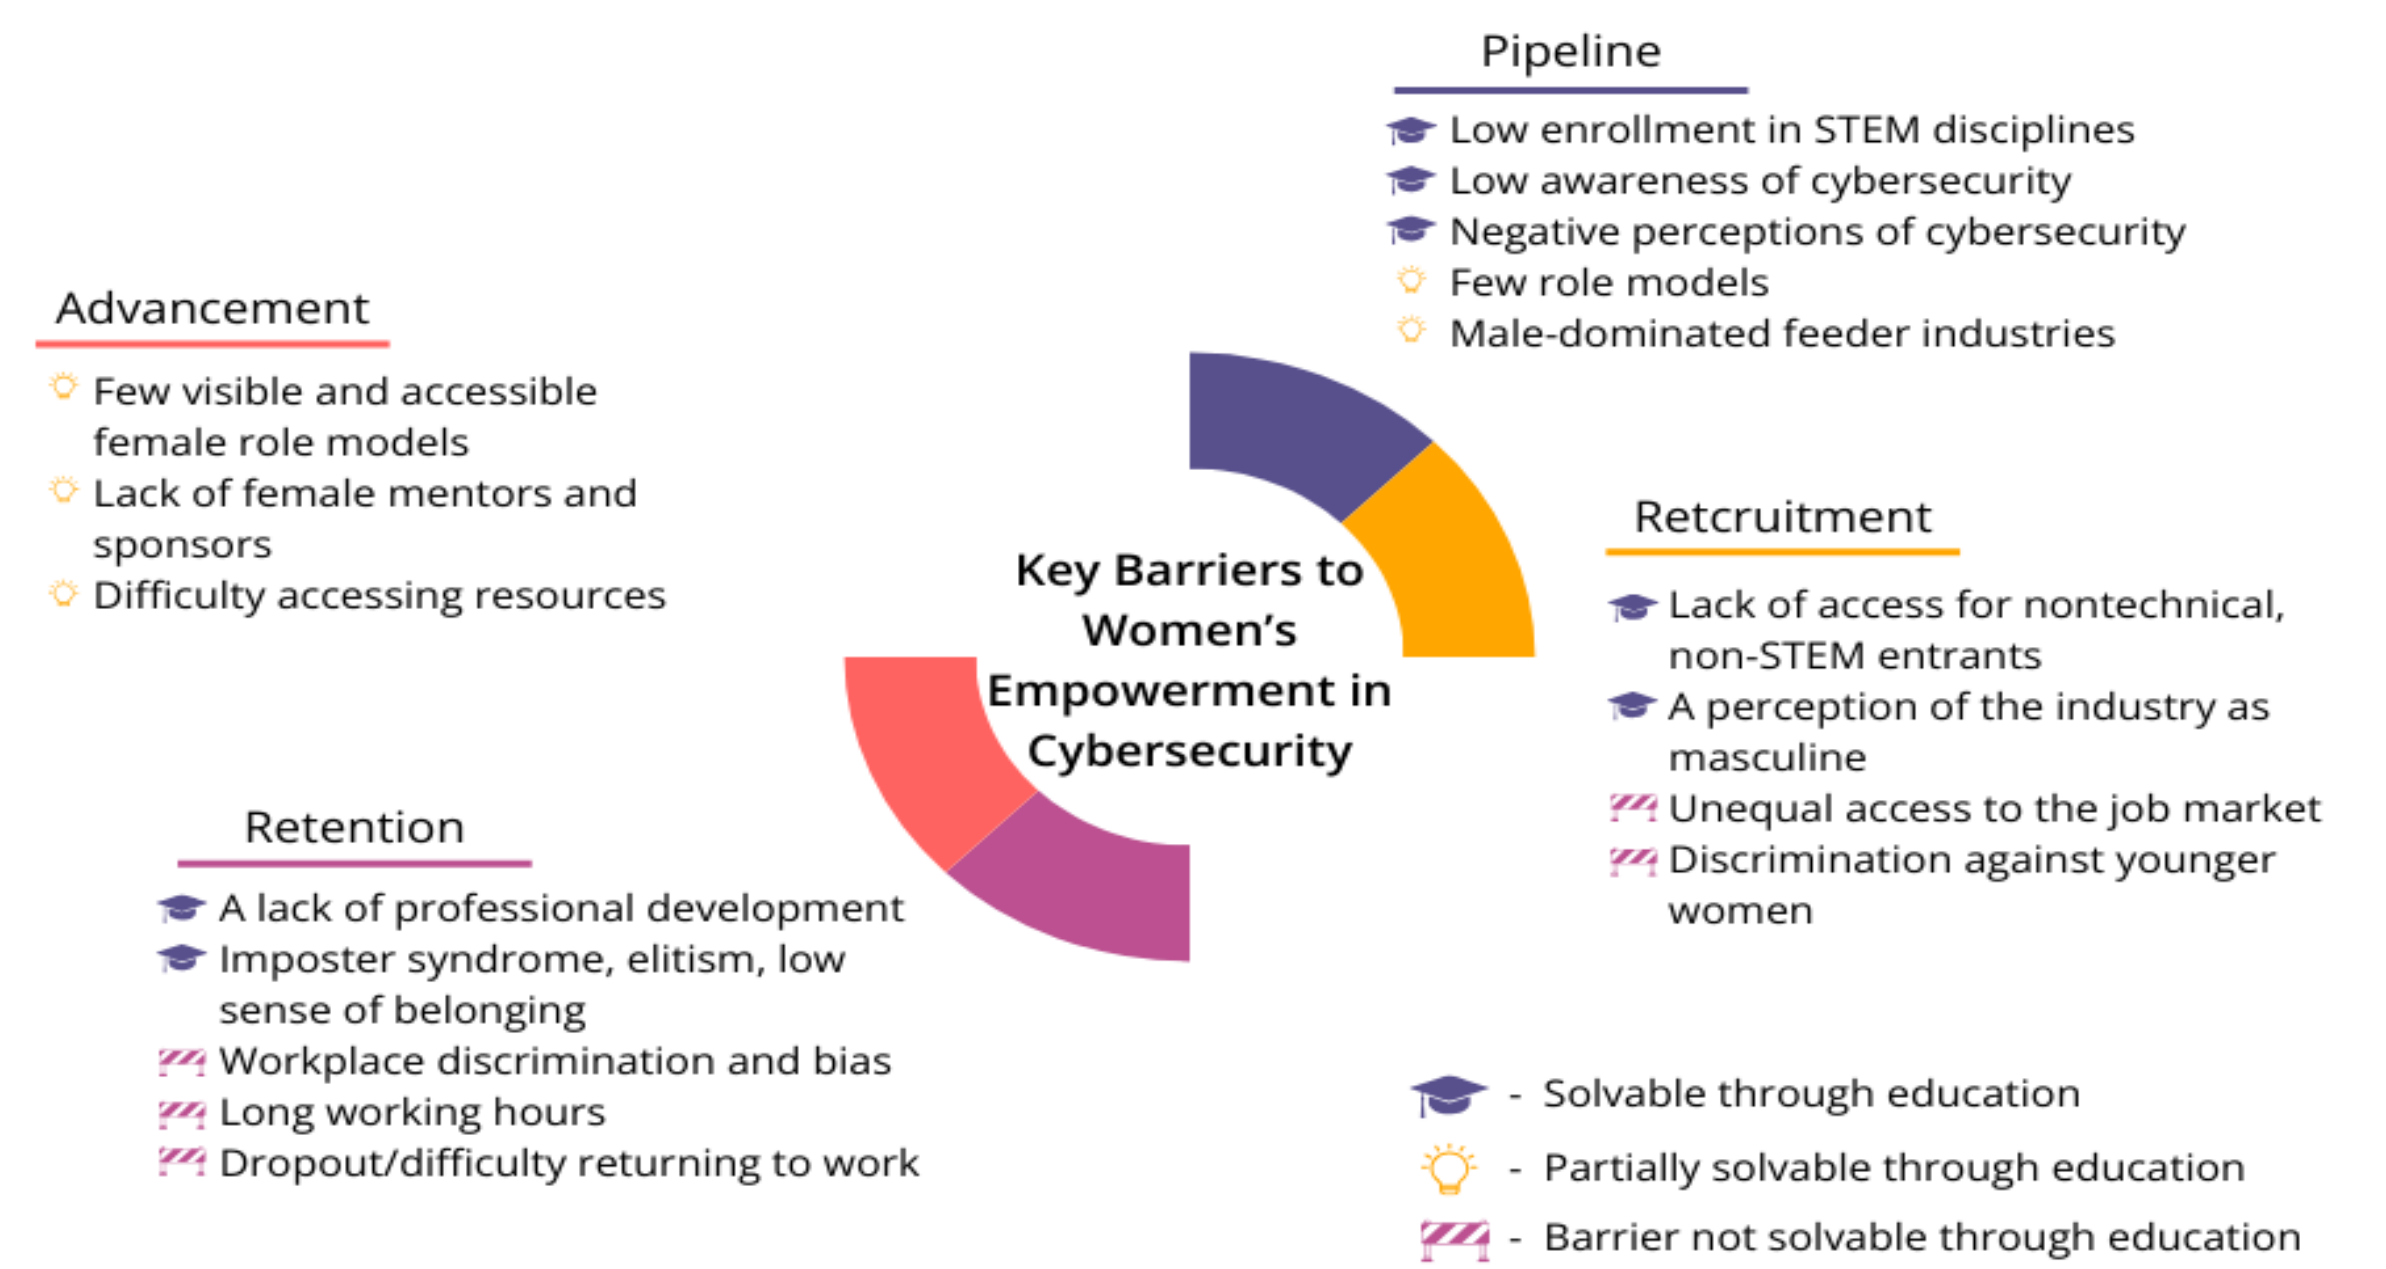 Pipeline
Low enrollment in STEM disciplines
Low awareness of cybersecurity
Negative perceptions of cybersecurity
Few role models
Male-dominated feeder industries
Advancement
Few visible and accessible
female role models
Lack of female mentors and
sponsors
Difficulty accessing resources
Key Barriers to
Women’s
Empowerment in
Cybersecurity
Retcruitment
Lack of access for nontechnical,
non-STEM entrants
A perception of the industry as
masculine
Unequal access to the job market
Discrimination against younger
women
Retention
A lack of professional development
Imposter syndrome, elitism, low
sense of belonging
Workplace discrimination and bias
Long working hours
Dropout/difficulty returning to work
- Solvable through education
- Partially solvable through education
- Barrier not solvable through education